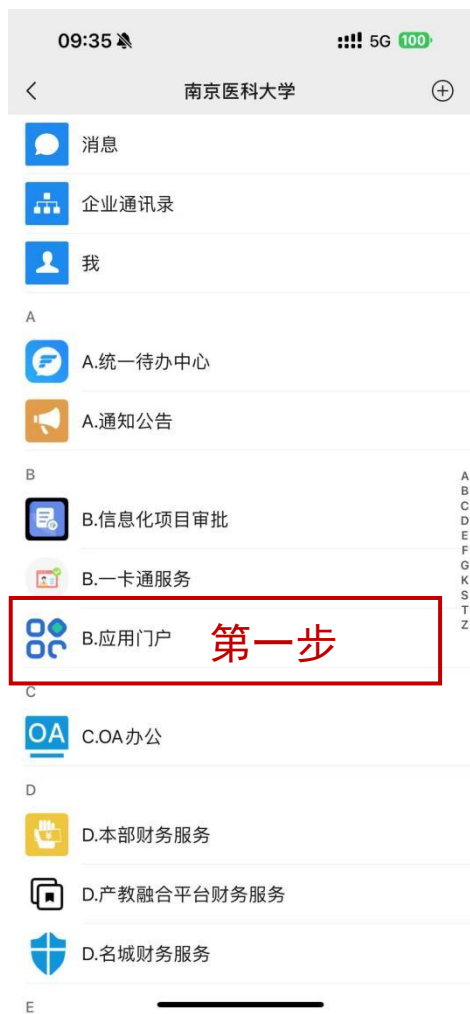 09:35 5G 100
南京医科大学
消息
企业通讯录
我
A
A.统一待办中心
A.通知公告
B
B.信息化项目审批
B.一卡通服务
B.应用门户 第一步
C
OA C.OA办公
D
D.本部财务服务
D.产教融合平台财务服务
D.名城财务服务
E
A
B
C
D
E
F
G
K
S
T
Z